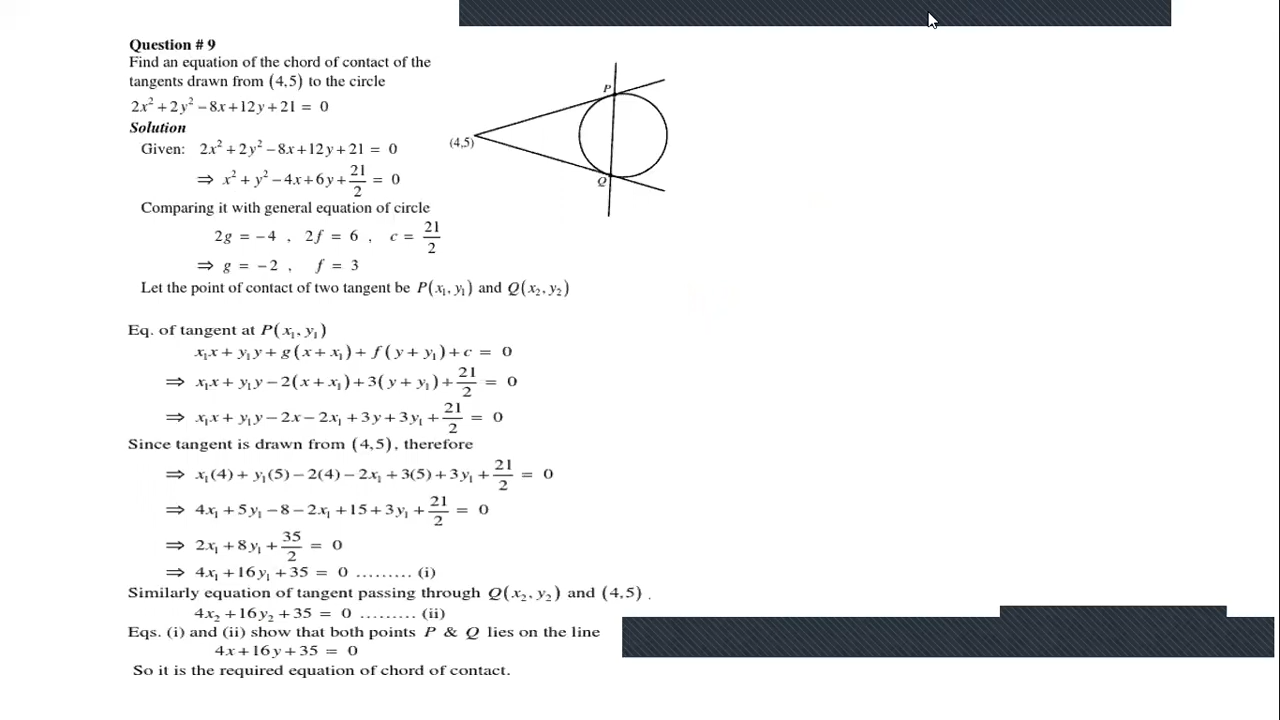 Question # 9
Find an equation of the chord of contact of the
tangents drawn from (4,5) to the circle
2x² + 2y² − 8x + 12y + 21 = 0
Solution
Given: 2x² + 2y² − 8x + 12y + 21 = 0
⇒ x² + y² − 4x + 6y + 21/2 = 0
Comparing it with general equation of circle
2g = −4 , 2f = 6 , c = 21/2
⇒ g = −2 , f = 3
Let the point of contact of two tangent be P(x₁, y₁) and Q(x₂, y₂)
P
(4,5)
Q
Eq. of tangent at P(x₁, y₁)
x₁x + y₁y + g(x + x₁) + f(y + y₁) + c = 0
⇒ x₁x + y₁y − 2(x + x₁) + 3(y + y₁) + 21/2 = 0
⇒ x₁x + y₁y − 2x − 2x₁ + 3y + 3y₁ + 21/2 = 0
Since tangent is drawn from (4,5), therefore
⇒ x₁(4) + y₁(5) − 2(4) − 2x₁ + 3(5) + 3y₁ + 21/2 = 0
⇒ 4x₁ + 5y₁ − 8 − 2x₁ + 15 + 3y₁ + 21/2 = 0
⇒ 2x₁ + 8y₁ + 35/2 = 0
⇒ 4x₁ + 16y₁ + 35 = 0 ......... (i)
Similarly equation of tangent passing through Q(x₂, y₂) and (4,5) .
4x₂ + 16y₂ + 35 = 0 ......... (ii)
Eqs. (i) and (ii) show that both points P & Q lies on the line
4x + 16y + 35 = 0
So it is the required equation of chord of contact.